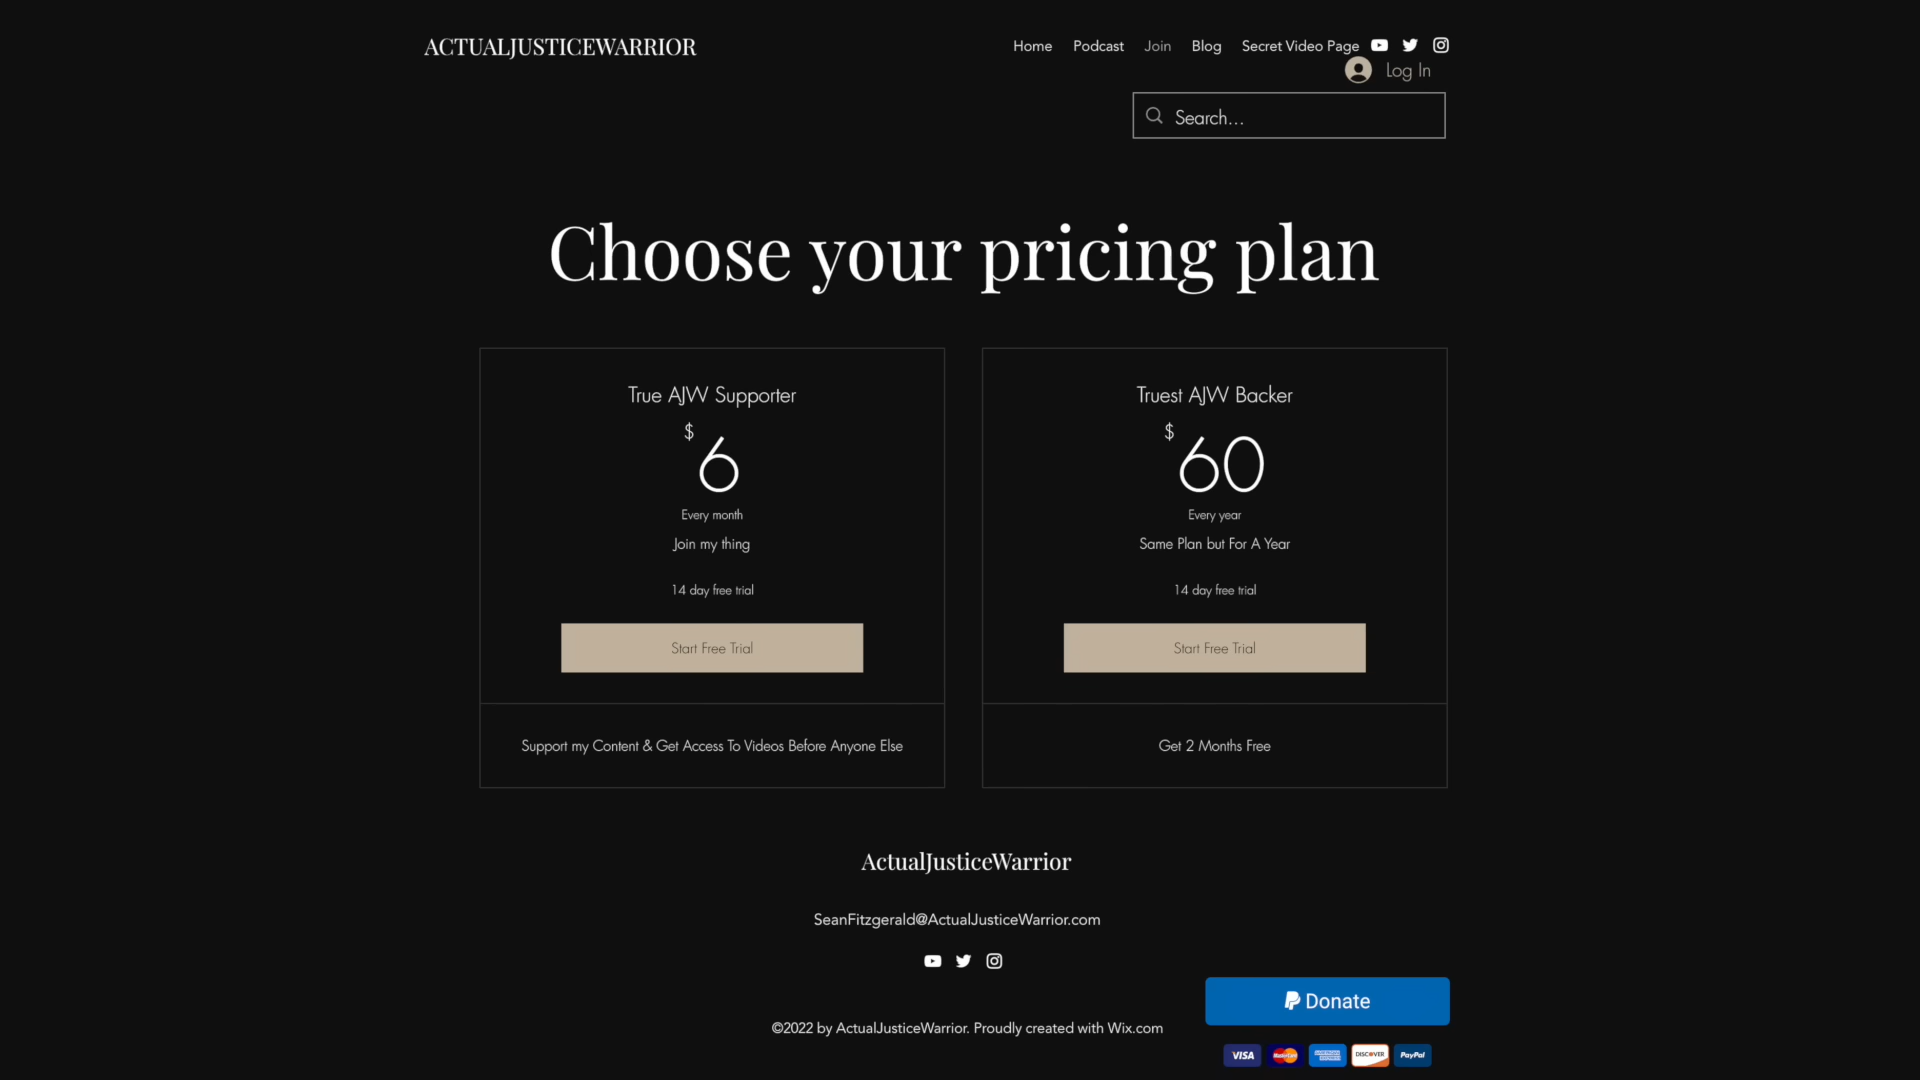 ACTUALJUSTICEWARRIOR
Home Podcast Join Blog Secret Video Page
Log In
Search...
Choose your pricing plan
True AJW Supporter
$
6
Every month
Join my thing
14 day free trial
Start Free Trial
Support my Content & Get Access To Videos Before Anyone Else
Truest AJW Backer
$
60
Every year
Same Plan but For A Year
14 day free trial
Start Free Trial
Get 2 Months Free
ActualJusticeWarrior
SeanFitzgerald@ActualJusticeWarrior.com
Donate
©2022 by ActualJusticeWarrior. Proudly created with Wix.com
VISA MasterCard AMERICAN EXPRESS DISCOVER PayPal